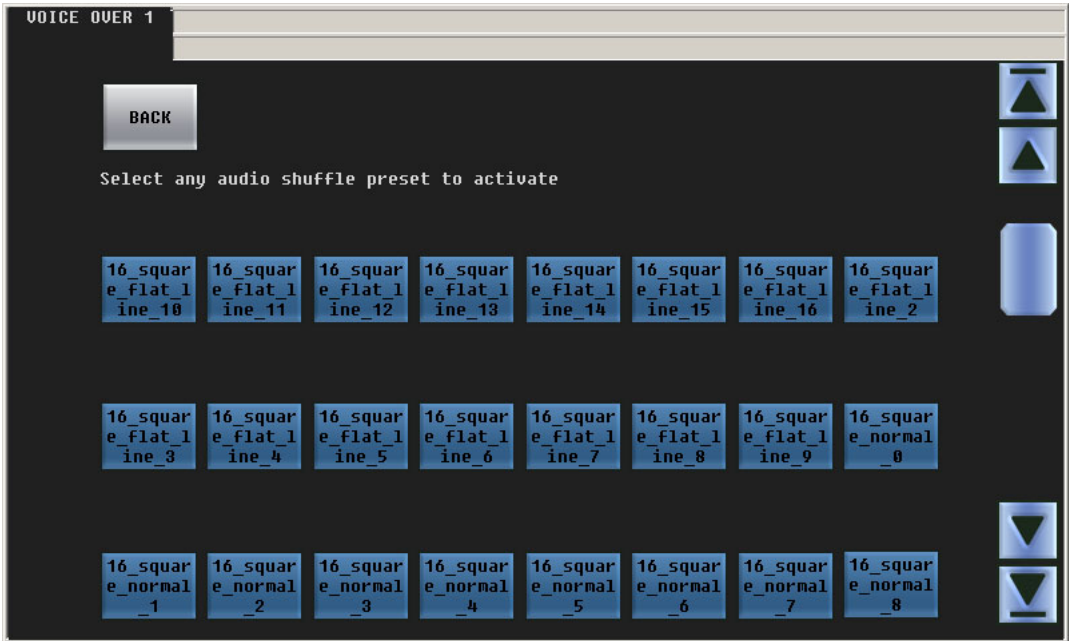 VOICE OVER 1
BACK
Select any audio shuffle preset to activate
16_squar
e_flat_l
ine_10
16_squar
e_flat_l
ine_11
16_squar
e_flat_l
ine_12
16_squar
e_flat_l
ine_13
16_squar
e_flat_l
ine_14
16_squar
e_flat_l
ine_15
16_squar
e_flat_l
ine_16
16_squar
e_flat_l
ine_2
16_squar
e_flat_l
ine_3
16_squar
e_flat_l
ine_4
16_squar
e_flat_l
ine_5
16_squar
e_flat_l
ine_6
16_squar
e_flat_l
ine_7
16_squar
e_flat_l
ine_8
16_squar
e_flat_l
ine_9
16_squar
e_normal
_0
16_squar
e_normal
_1
16_squar
e_normal
_2
16_squar
e_normal
_3
16_squar
e_normal
_4
16_squar
e_normal
_5
16_squar
e_normal
_6
16_squar
e_normal
_7
16_squar
e_normal
_8